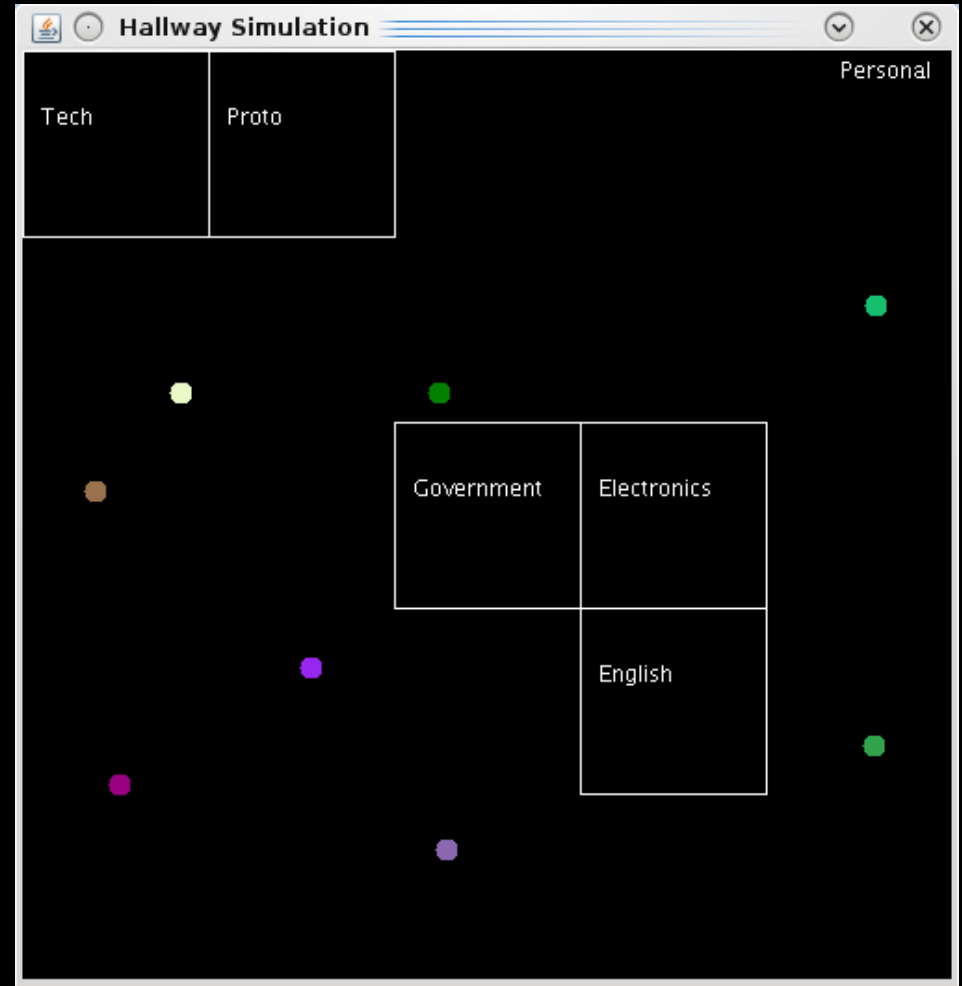 Hallway Simulation
Personal
Tech
Proto
Government
Electronics
English